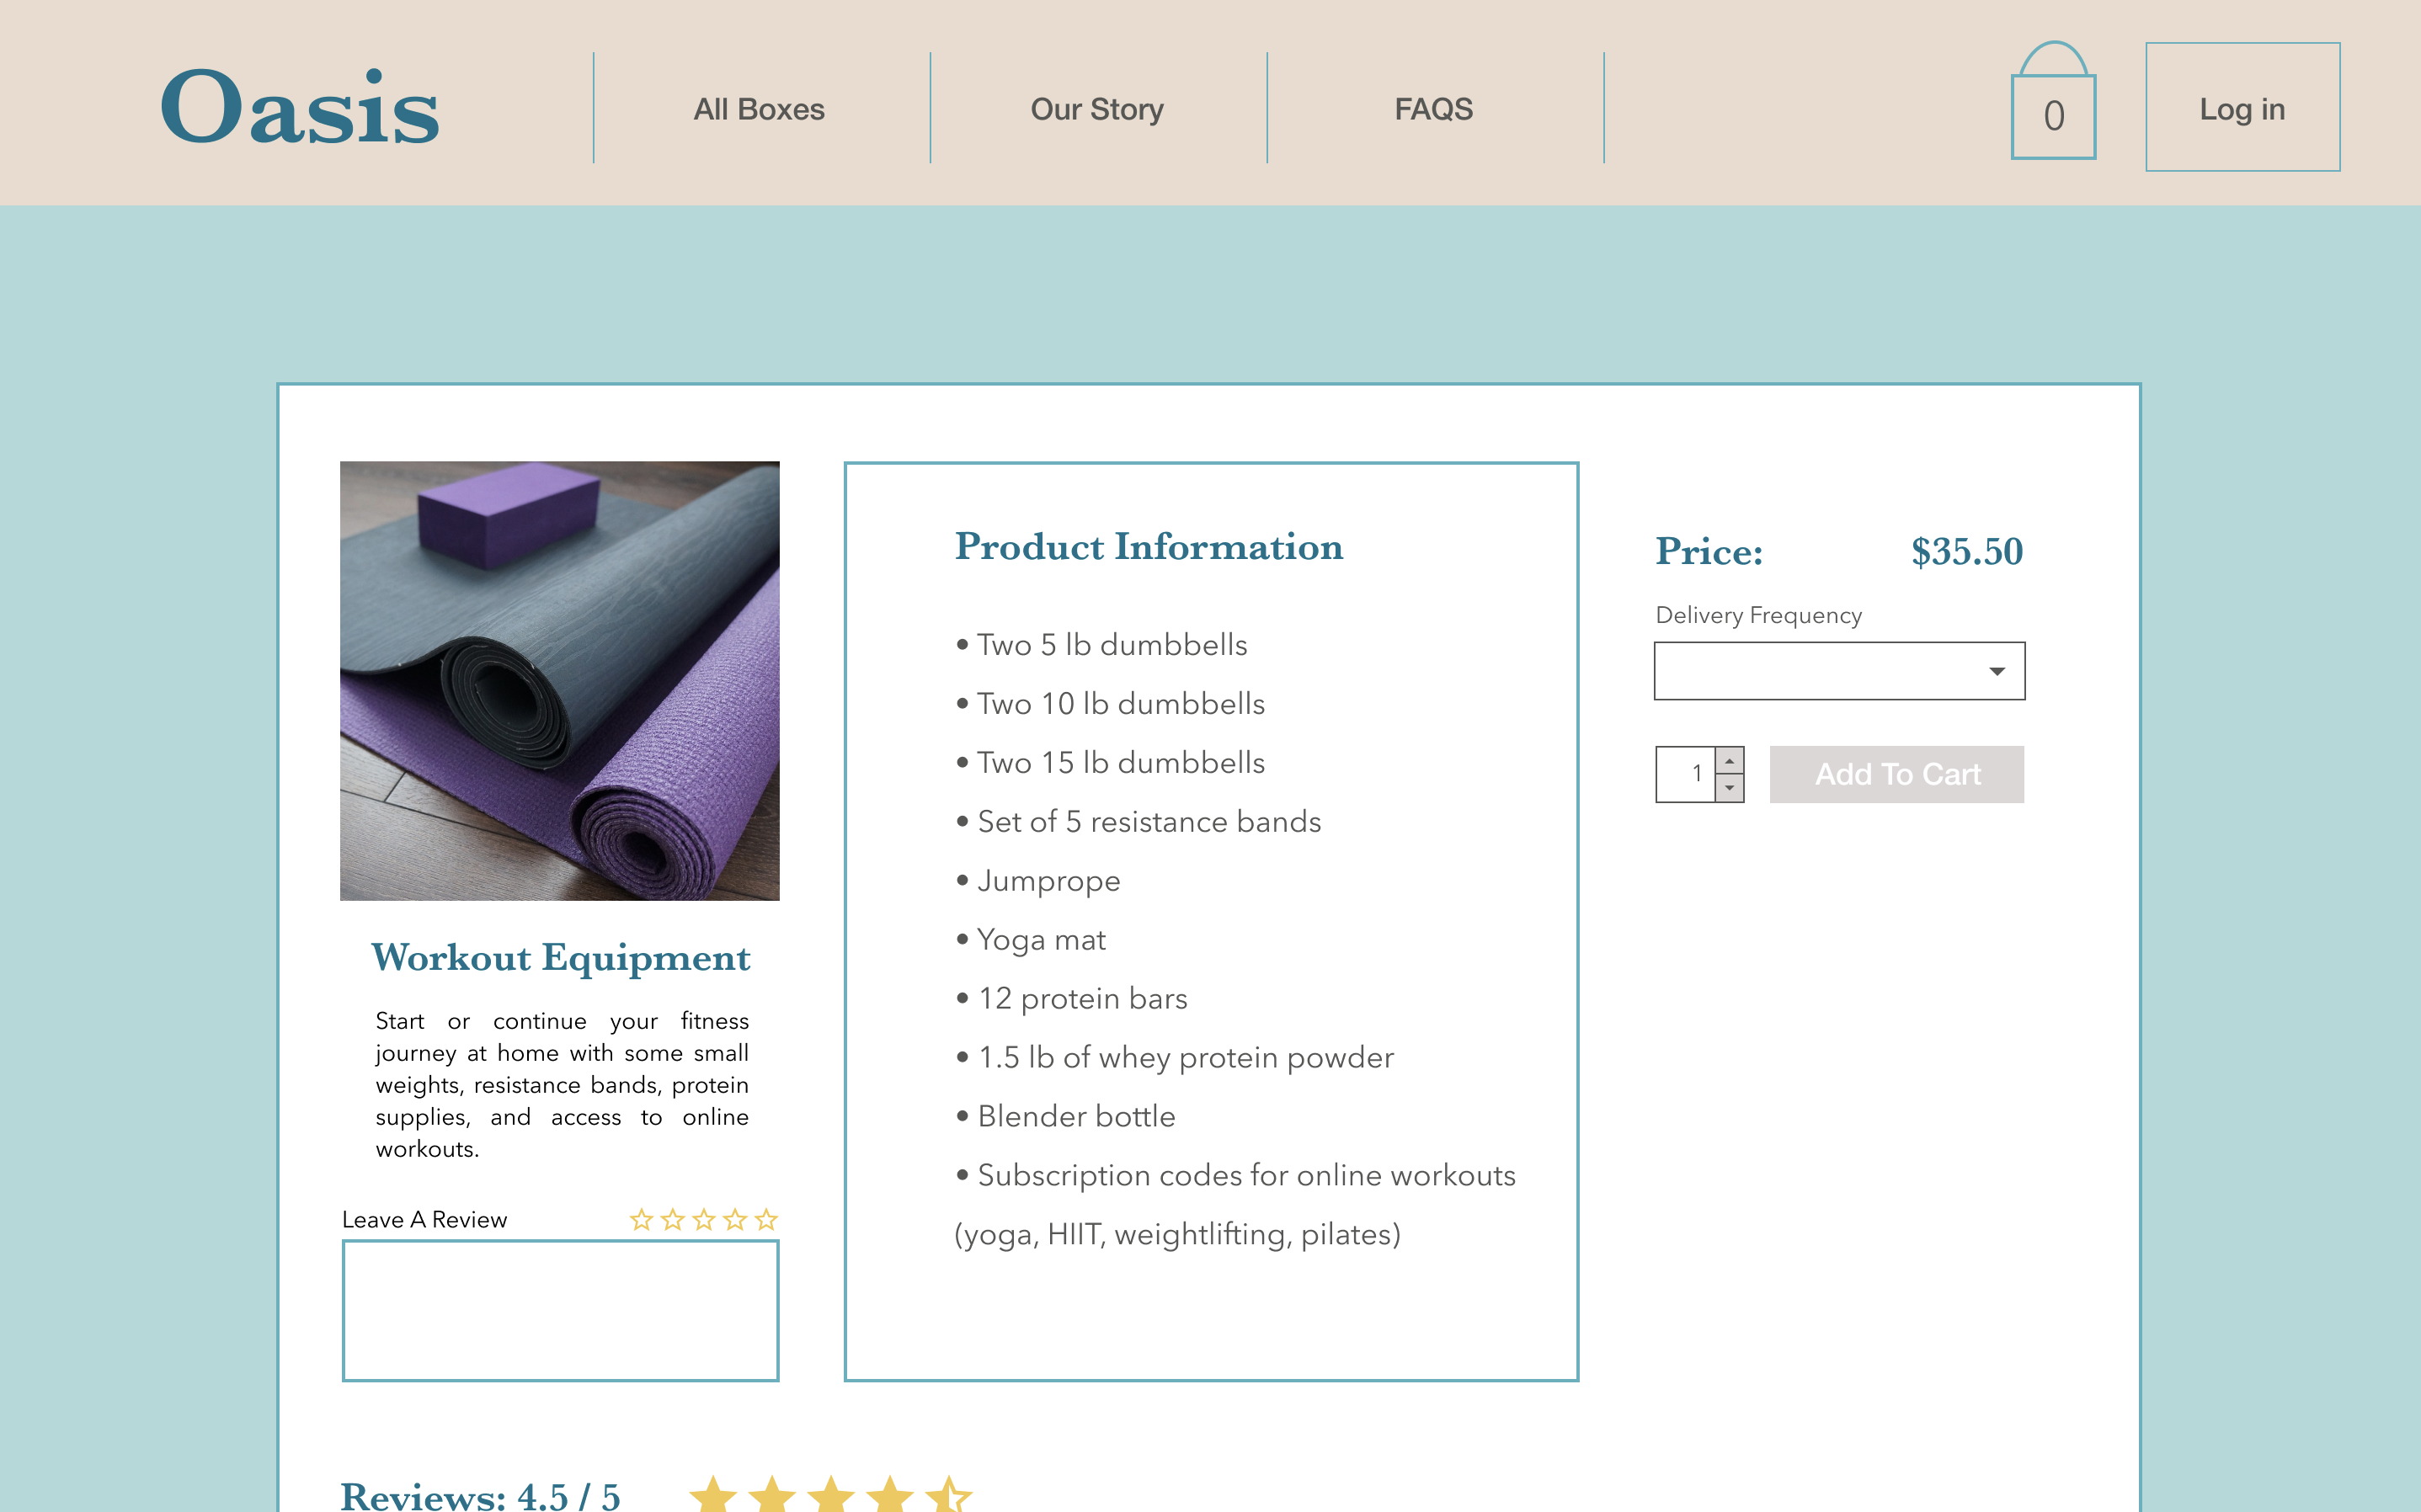 Oasis
All Boxes
Our Story
FAQS
0
Log in
Workout Equipment
Start or continue your fitness
journey at home with some small
weights, resistance bands, protein
supplies, and access to online
workouts.
Leave A Review
Product Information
• Two 5 lb dumbbells
• Two 10 lb dumbbells
• Two 15 lb dumbbells
• Set of 5 resistance bands
• Jumprope
• Yoga mat
• 12 protein bars
• 1.5 lb of whey protein powder
• Blender bottle
• Subscription codes for online workouts
(yoga, HIIT, weightlifting, pilates)
Price: $35.50
Delivery Frequency
1
Add To Cart
Reviews: 4.5 / 5